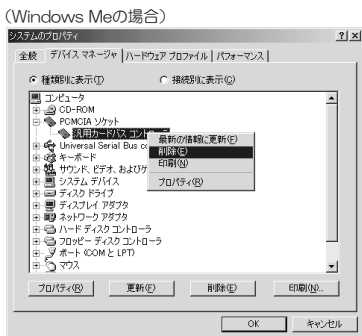 (Windows Meの場合)
システムのプロパティ
全般 デバイス マネージャ ハードウェア プロファイル パフォーマンス
種類別に表示(T) 接続別に表示(C)
コンピュータ
CD-ROM
PCMCIA ソケット
汎用カードバス コント
最新の情報に更新(E)
Universal Serial Bus co
削除(E)
キーボード
印刷(N)
サウンド、ビデオ、およびゲ
システム デバイス
プロパティ(R)
ディスク ドライブ
ディスプレイ アダプタ
ネットワーク アダプタ
ハード ディスク コントローラ
フロッピー ディスク コントローラ
ポート (COM と LPT)
マウス
プロパティ(R) 更新(F) 削除(E) 印刷(N)...
OK キャンセル